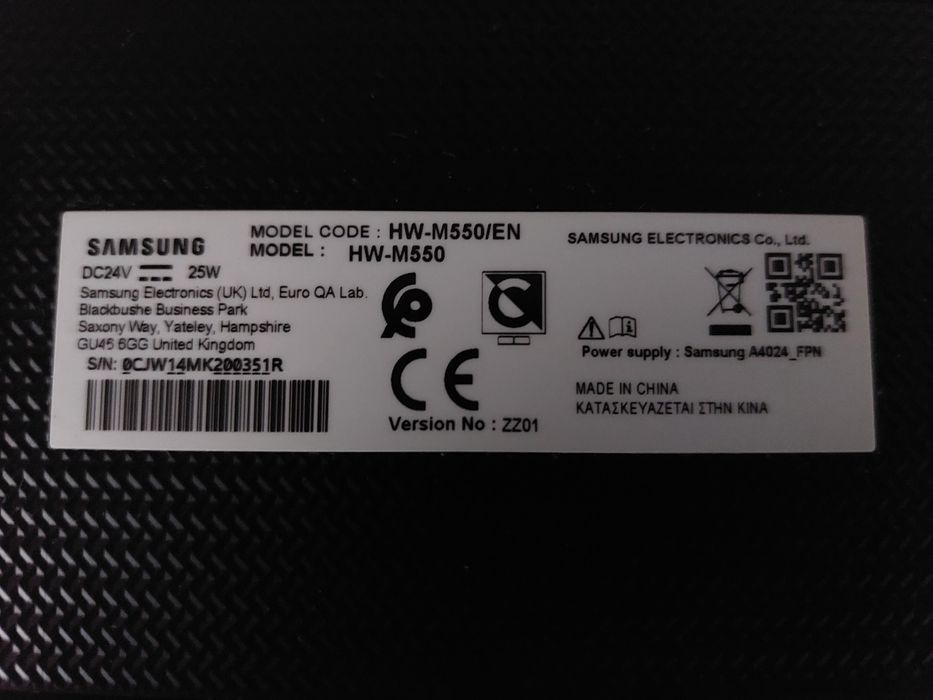 SAMSUNG
DC24V 25W
Samsung Electronics (UK) Ltd, Euro QA Lab.
Blackbushe Business Park
Saxony Way, Yateley, Hampshire
GU45 6GG United Kingdom
S/N: 0CJW14MK200351R
MODEL CODE : HW-M550/EN
MODEL : HW-M550
CE
Version No : ZZ01
SAMSUNG ELECTRONICS Co., Ltd.
Power supply : Samsung A4024_FPN
MADE IN CHINA
ΚΑΤΑΣΚΕΥΑΖΕΤΑΙ ΣΤΗΝ ΚΙΝΑ